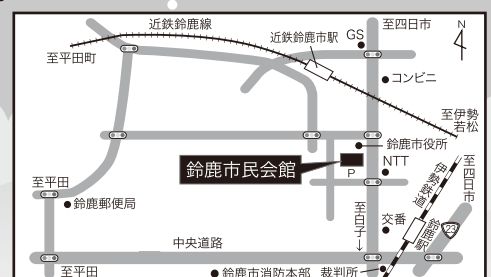 近鉄鈴鹿線
至四日市
N
近鉄鈴鹿市駅
GS
至平田町
コンビニ
至伊勢
若松
鈴鹿市役所
至四日市
鈴鹿市民会館
P
NTT
伊勢鉄道
至平田
鈴鹿郵便局
至白子→
交番
鈴鹿駅
23
中央道路
至平田
鈴鹿市消防本部
裁判所